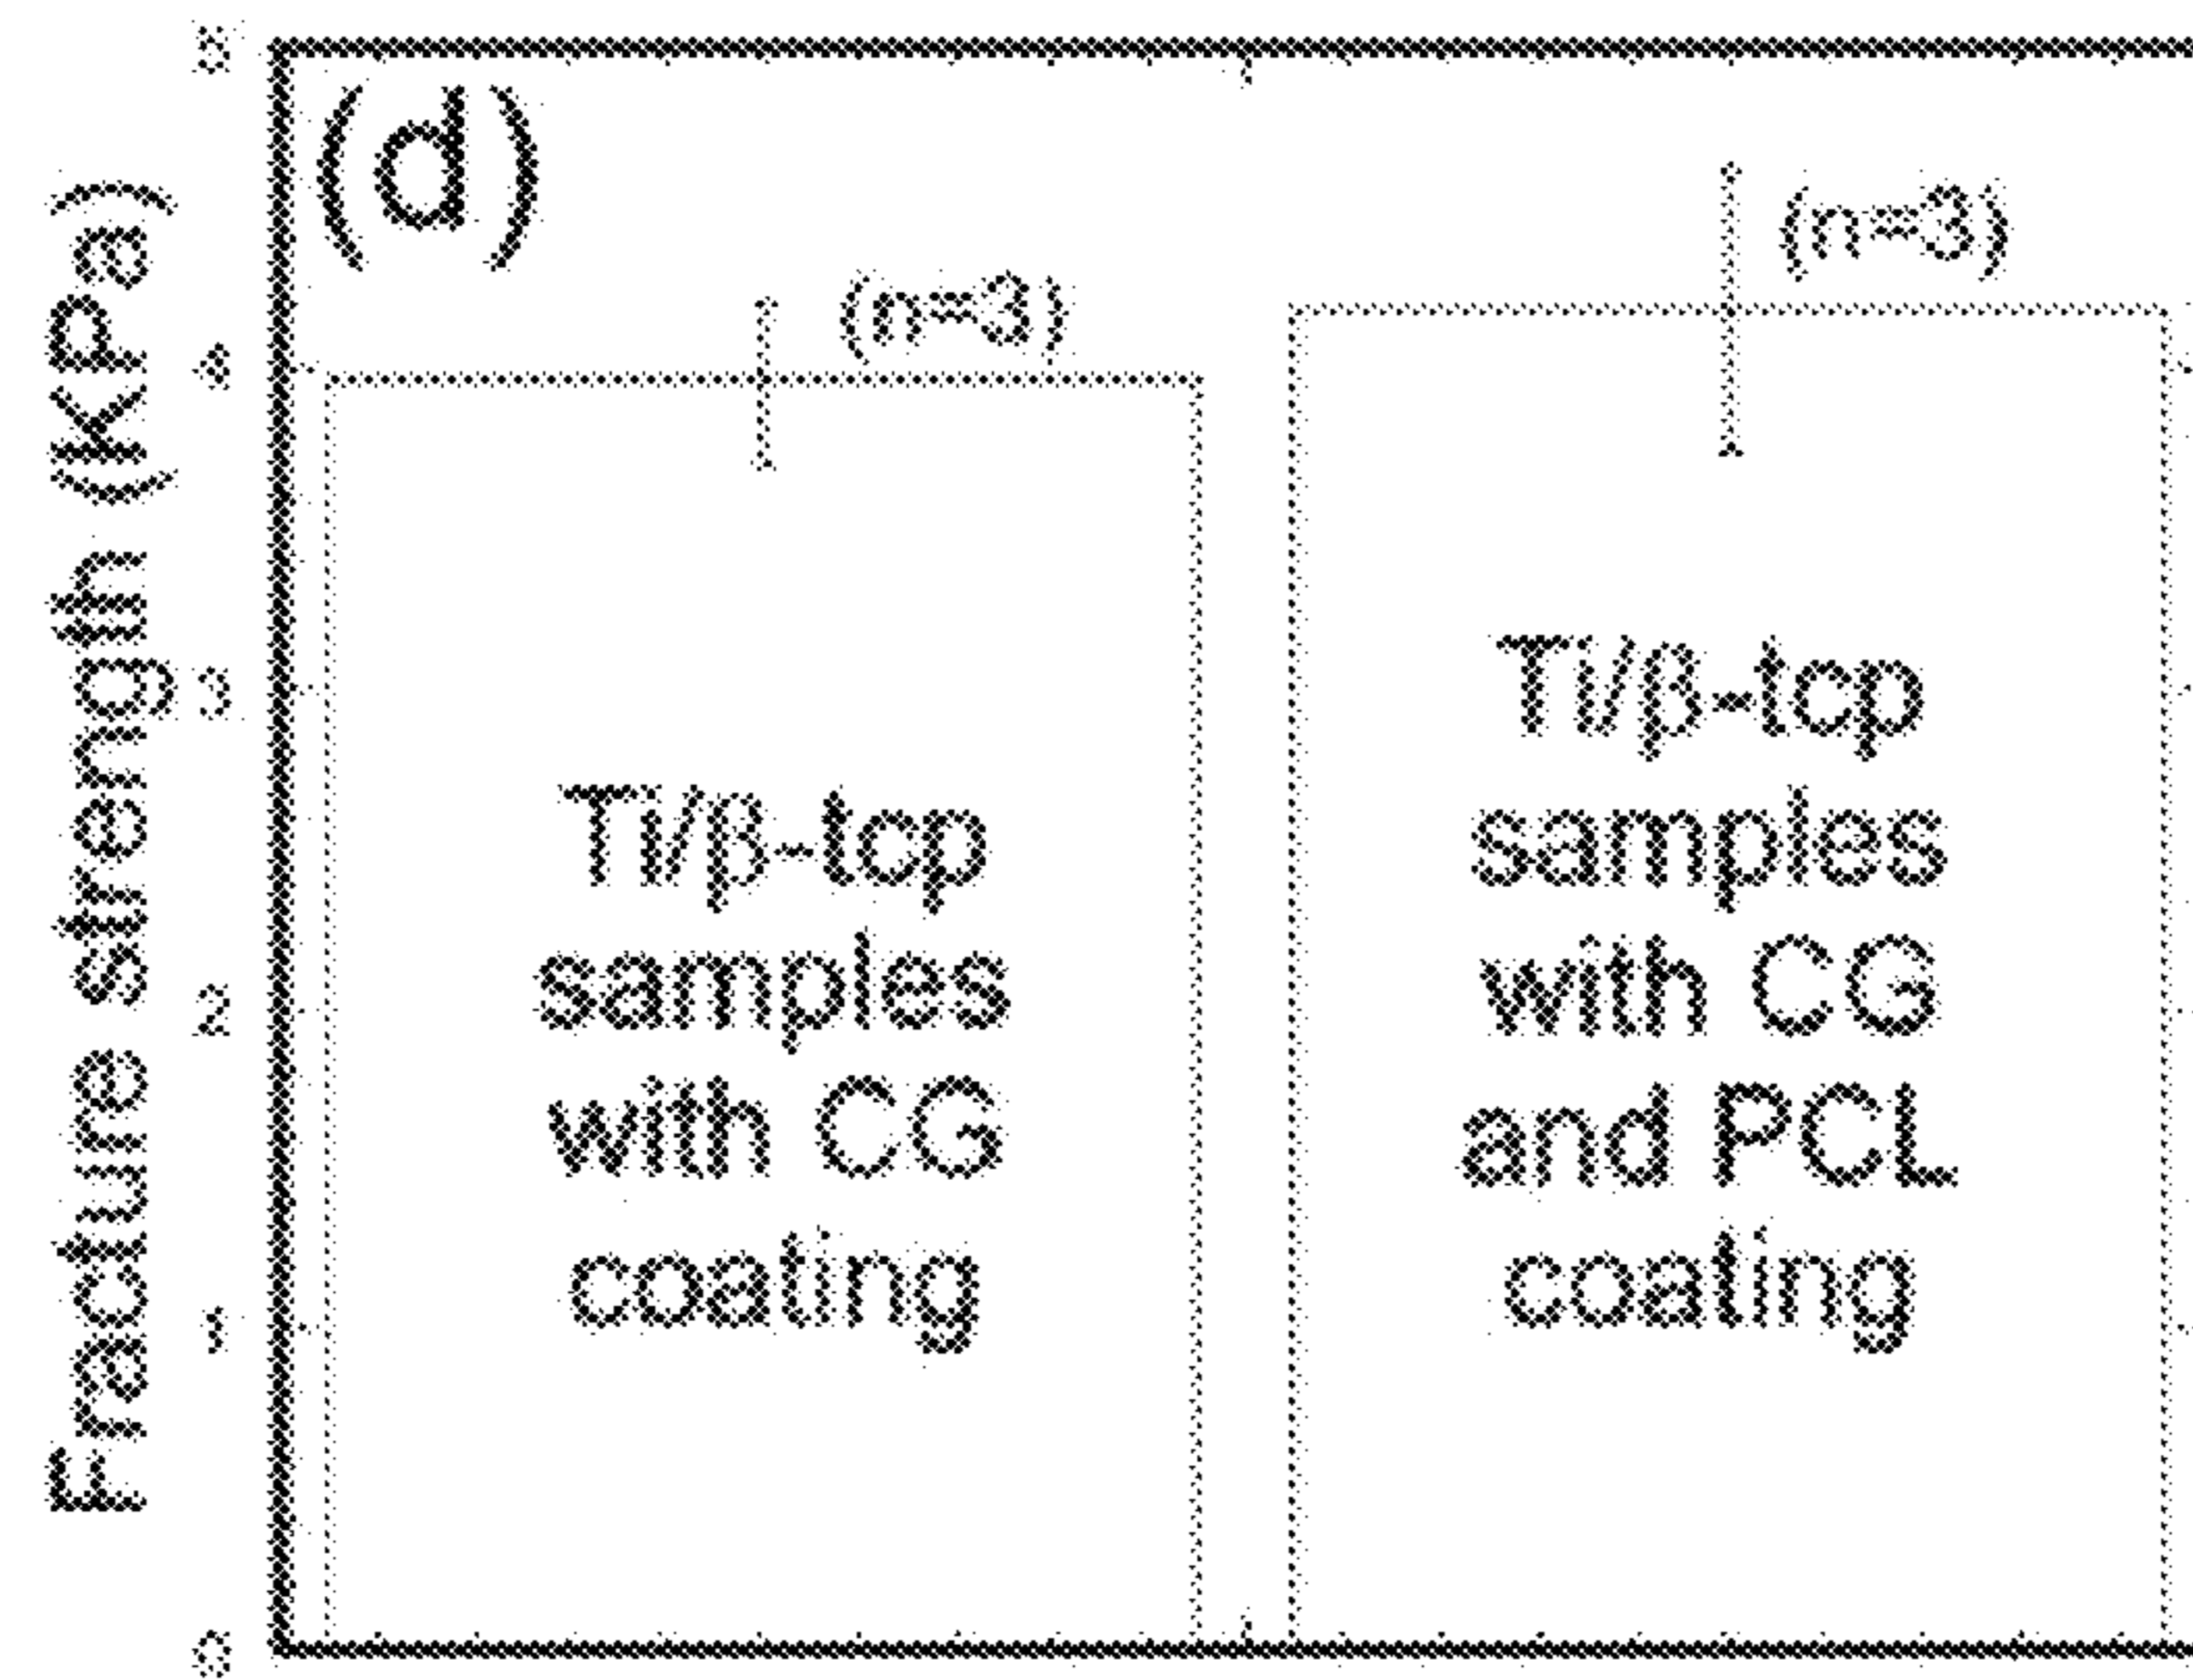 5
(d)
(n=3)
(n=3)
4
Fracture strength (KPa)
3
2
1
0
Ti/β-tcp
samples
with CG
coating
Ti/β-tcp
samples
with CG
and PCL
coating